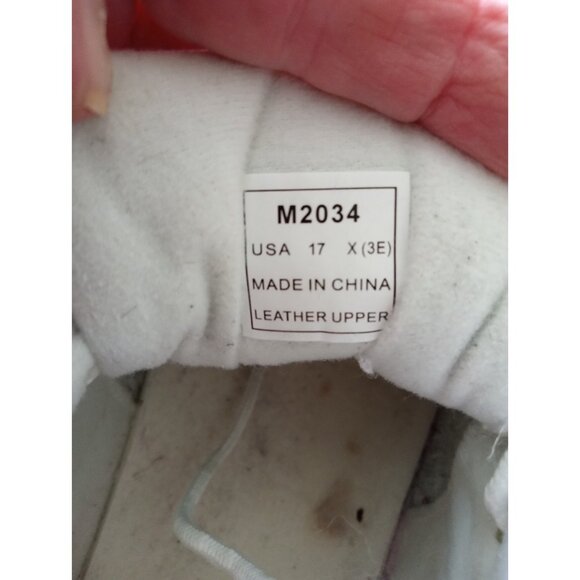 M2034
USA 17 X (3E)
MADE IN CHINA
LEATHER UPPER